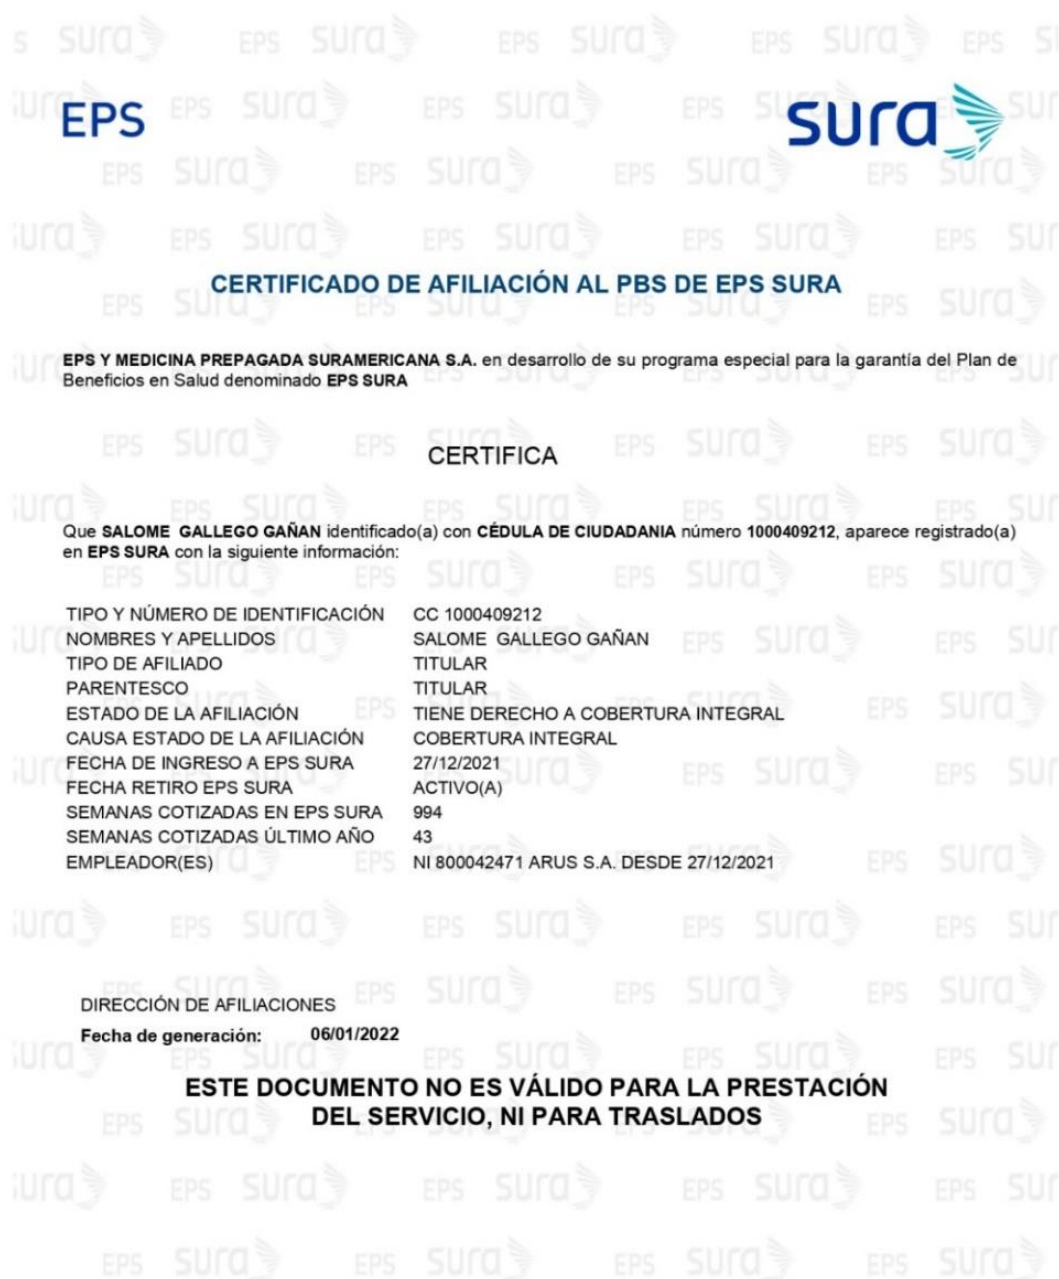 EPS
sura
CERTIFICADO DE AFILIACIÓN AL PBS DE EPS SURA
EPS Y MEDICINA PREPAGADA SURAMERICANA S.A. en desarrollo de su programa especial para la garantía del Plan de
Beneficios en Salud denominado EPS SURA
CERTIFICA
Que SALOME GALLEGO GAÑAN identificado(a) con CÉDULA DE CIUDADANIA número 1000409212, aparece registrado(a)
en EPS SURA con la siguiente información:
TIPO Y NÚMERO DE IDENTIFICACIÓN CC 1000409212
NOMBRES Y APELLIDOS SALOME GALLEGO GAÑAN
TIPO DE AFILIADO TITULAR
PARENTESCO TITULAR
ESTADO DE LA AFILIACIÓN TIENE DERECHO A COBERTURA INTEGRAL
CAUSA ESTADO DE LA AFILIACIÓN COBERTURA INTEGRAL
FECHA DE INGRESO A EPS SURA 27/12/2021
FECHA RETIRO EPS SURA ACTIVO(A)
SEMANAS COTIZADAS EN EPS SURA 994
SEMANAS COTIZADAS ÚLTIMO AÑO 43
EMPLEADOR(ES) NI 800042471 ARUS S.A. DESDE 27/12/2021
DIRECCIÓN DE AFILIACIONES
Fecha de generación: 06/01/2022
ESTE DOCUMENTO NO ES VÁLIDO PARA LA PRESTACIÓN
DEL SERVICIO, NI PARA TRASLADOS